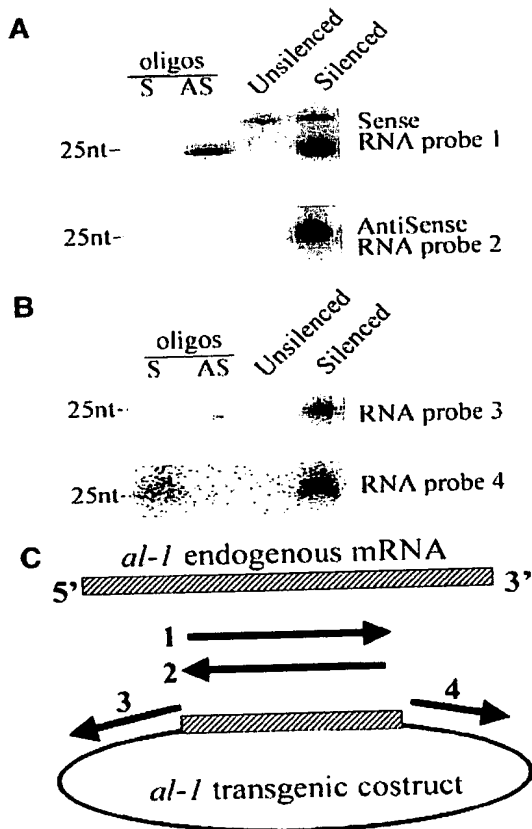 A
oligos
S AS
Unsilenced
Silenced
25nt-
Sense
RNA probe 1
25nt-
AntiSense
RNA probe 2
B
oligos
S AS
Unsilenced
Silenced
25nt-
RNA probe 3
25nt-
RNA probe 4
C
al-1 endogenous mRNA
5' 3'
1
2
3 4
al-1 transgenic costruct